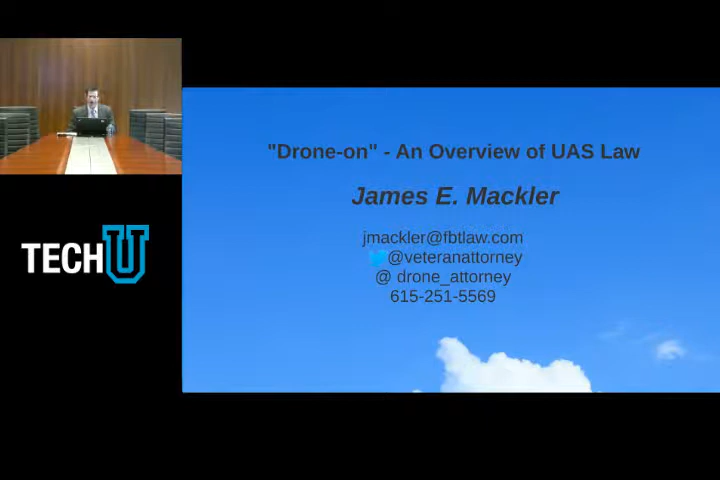 "Drone-on" - An Overview of UAS Law
James E. Mackler
jmackler@fbtlaw.com
@veteranattorney
@ drone_attorney
615-251-5569
TECHU